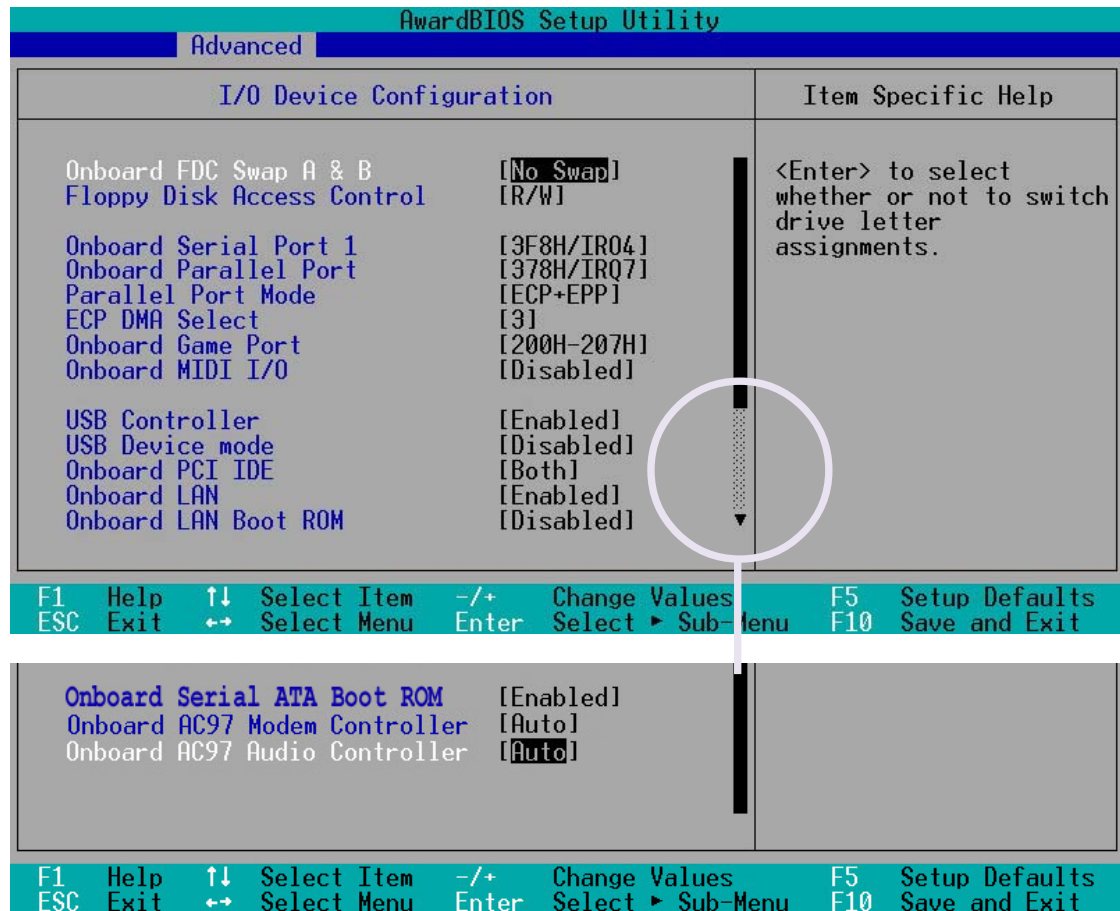 AwardBIOS Setup Utility
Advanced
I/O Device Configuration
Item Specific Help
Onboard FDC Swap A & B [No Swap]
Floppy Disk Access Control [R/W]
Onboard Serial Port 1 [3F8H/IRQ4]
Onboard Parallel Port [378H/IRQ7]
Parallel Port Mode [ECP+EPP]
ECP DMA Select [3]
Onboard Game Port [200H-207H]
Onboard MIDI I/O [Disabled]
USB Controller [Enabled]
USB Device mode [Disabled]
Onboard PCI IDE [Both]
Onboard LAN [Enabled]
Onboard LAN Boot ROM [Disabled]
<Enter> to select
whether or not to switch
drive letter
assignments.
F1 Help ↑↓ Select Item -/+ Change Values F5 Setup Defaults
ESC Exit ←→ Select Menu Enter Select ► Sub-Menu F10 Save and Exit
Onboard Serial ATA Boot ROM [Enabled]
Onboard AC97 Modem Controller [Auto]
Onboard AC97 Audio Controller [Auto]
F1 Help ↑↓ Select Item -/+ Change Values F5 Setup Defaults
ESC Exit ←→ Select Menu Enter Select ► Sub-Menu F10 Save and Exit